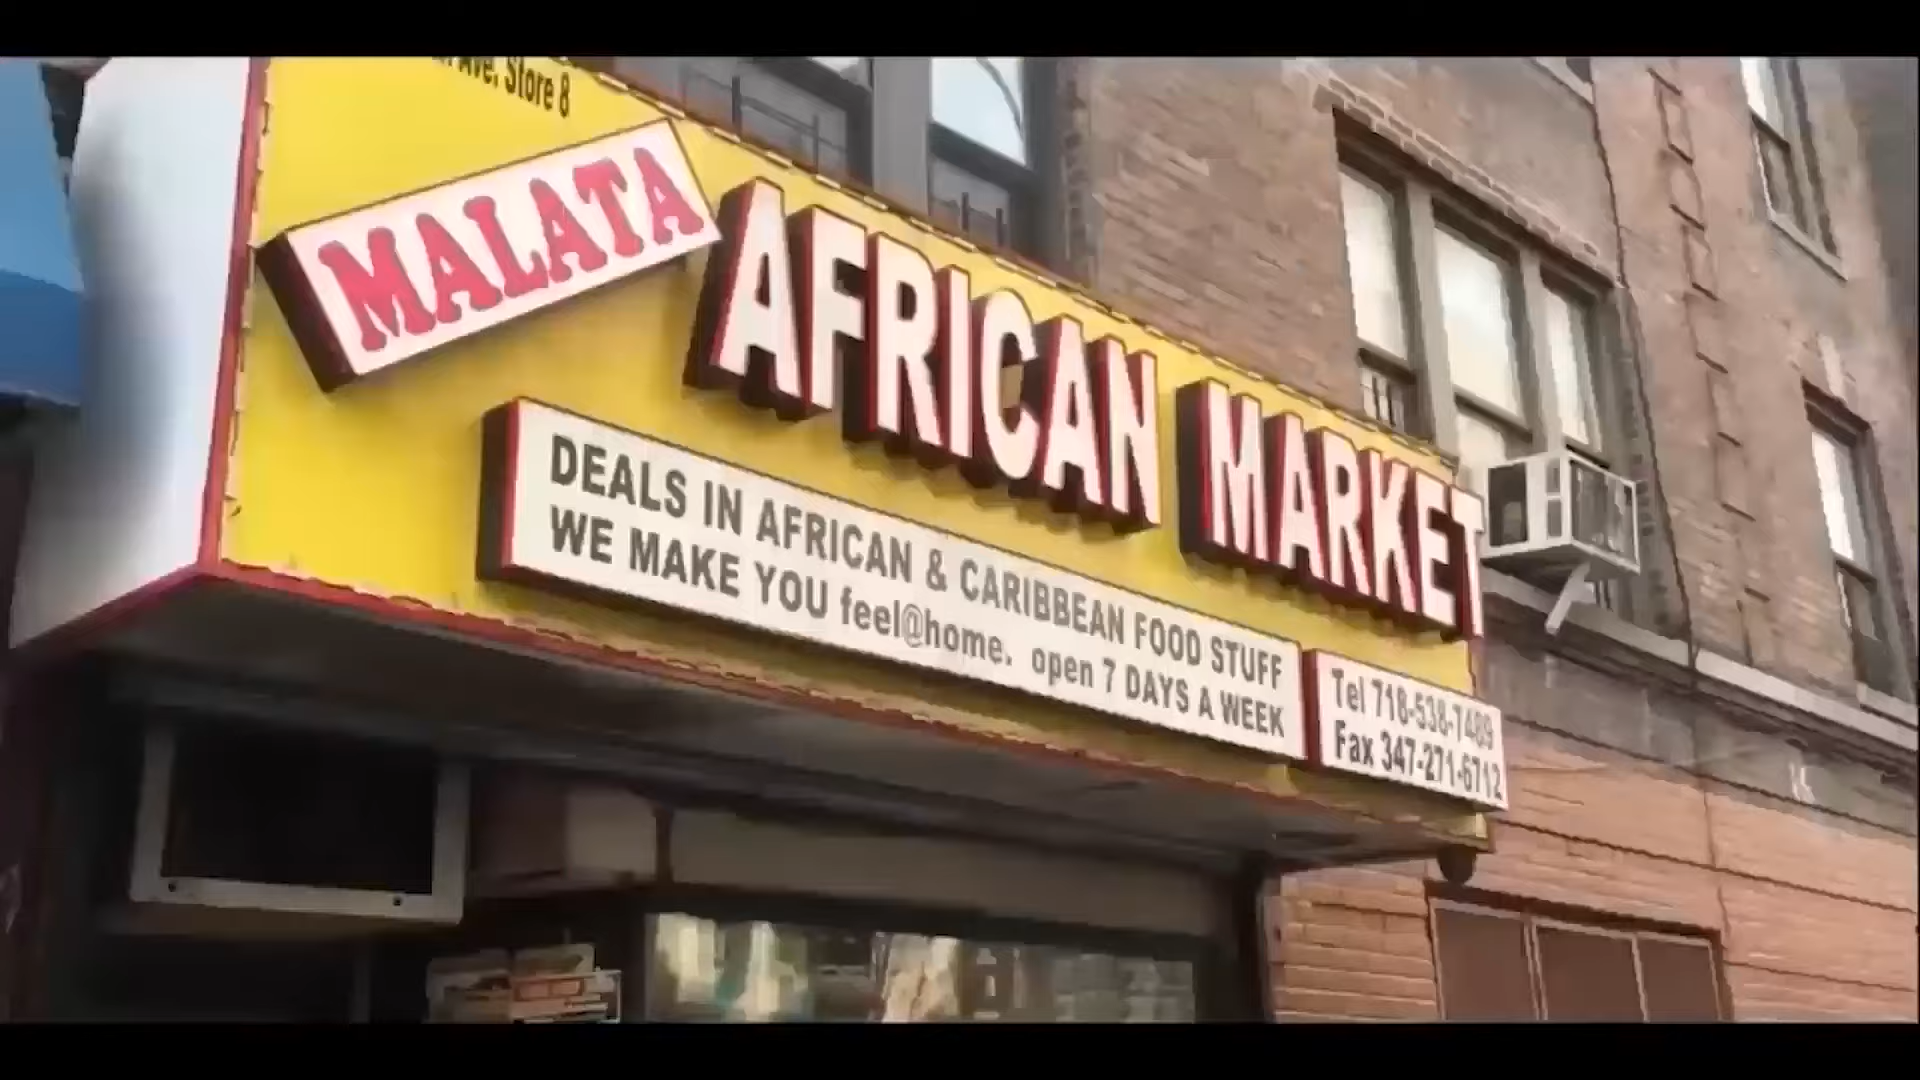 Ave. Store 8
MALATA
AFRICAN MARKET
DEALS IN AFRICAN & CARIBBEAN FOOD STUFF
WE MAKE YOU feel@home. open 7 DAYS A WEEK
Tel 718-538-7489
Fax 347-271-6712